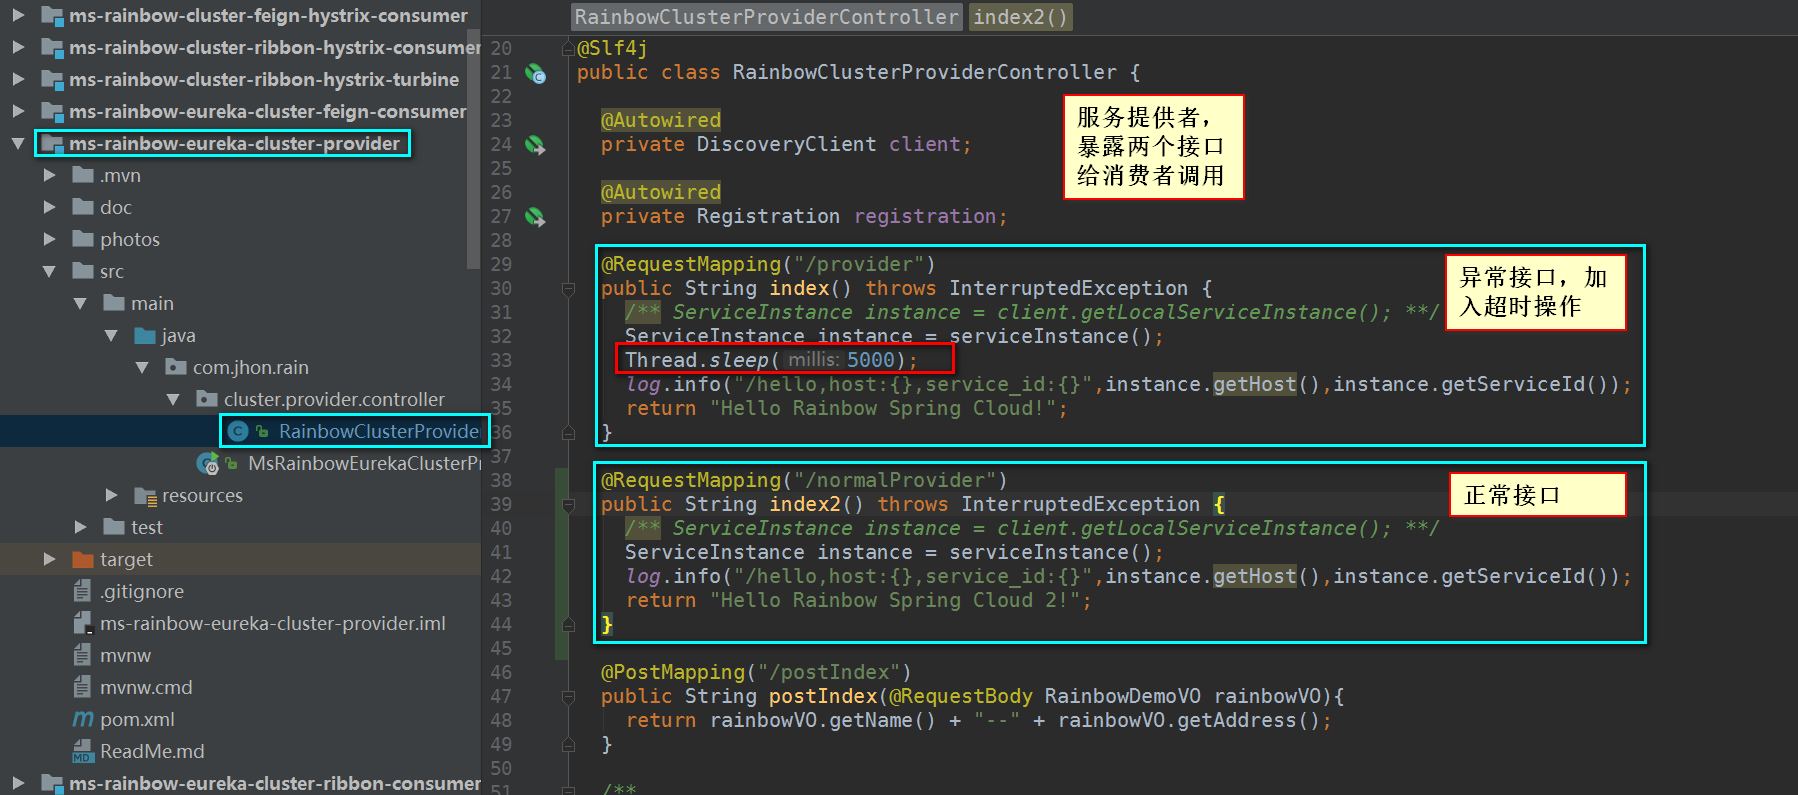 ms-rainbow-cluster-feign-hystrix-consumer
ms-rainbow-cluster-ribbon-hystrix-consumer
ms-rainbow-cluster-ribbon-hystrix-turbine
ms-rainbow-eureka-cluster-feign-consumer
ms-rainbow-eureka-cluster-provider
.mvn
doc
photos
src
main
java
com.jhon.rain
cluster.provider.controller
RainbowClusterProvider
MsRainbowEurekaClusterPr
resources
test
target
.gitignore
ms-rainbow-eureka-cluster-provider.iml
mvnw
mvnw.cmd
pom.xml
ReadMe.md
ms-rainbow-eureka-cluster-ribbon-consumer
RainbowClusterProviderController index2()
20 @Slf4j
21 public class RainbowClusterProviderController {
22
23 @Autowired
24 private DiscoveryClient client;
25
26 @Autowired
27 private Registration registration;
28
29 @RequestMapping("/provider")
30 public String index() throws InterruptedException {
31 /** ServiceInstance instance = client.getLocalServiceInstance(); **/
32 ServiceInstance instance = serviceInstance();
33 Thread.sleep( millis: 5000);
34 log.info("/hello,host:{},service_id:{}",instance.getHost(),instance.getServiceId());
35 return "Hello Rainbow Spring Cloud!";
36 }
37
38 @RequestMapping("/normalProvider")
39 public String index2() throws InterruptedException {
40 /** ServiceInstance instance = client.getLocalServiceInstance(); **/
41 ServiceInstance instance = serviceInstance();
42 log.info("/hello,host:{},service_id:{}",instance.getHost(),instance.getServiceId());
43 return "Hello Rainbow Spring Cloud 2!";
44 }
45
46 @PostMapping("/postIndex")
47 public String postIndex(@RequestBody RainbowDemoVO rainbowVO){
48 return rainbowVO.getName() + "--" + rainbowVO.getAddress();
49 }
50
51 /**
服务提供者，
暴露两个接口
给消费者调用
异常接口，加
入超时操作
正常接口